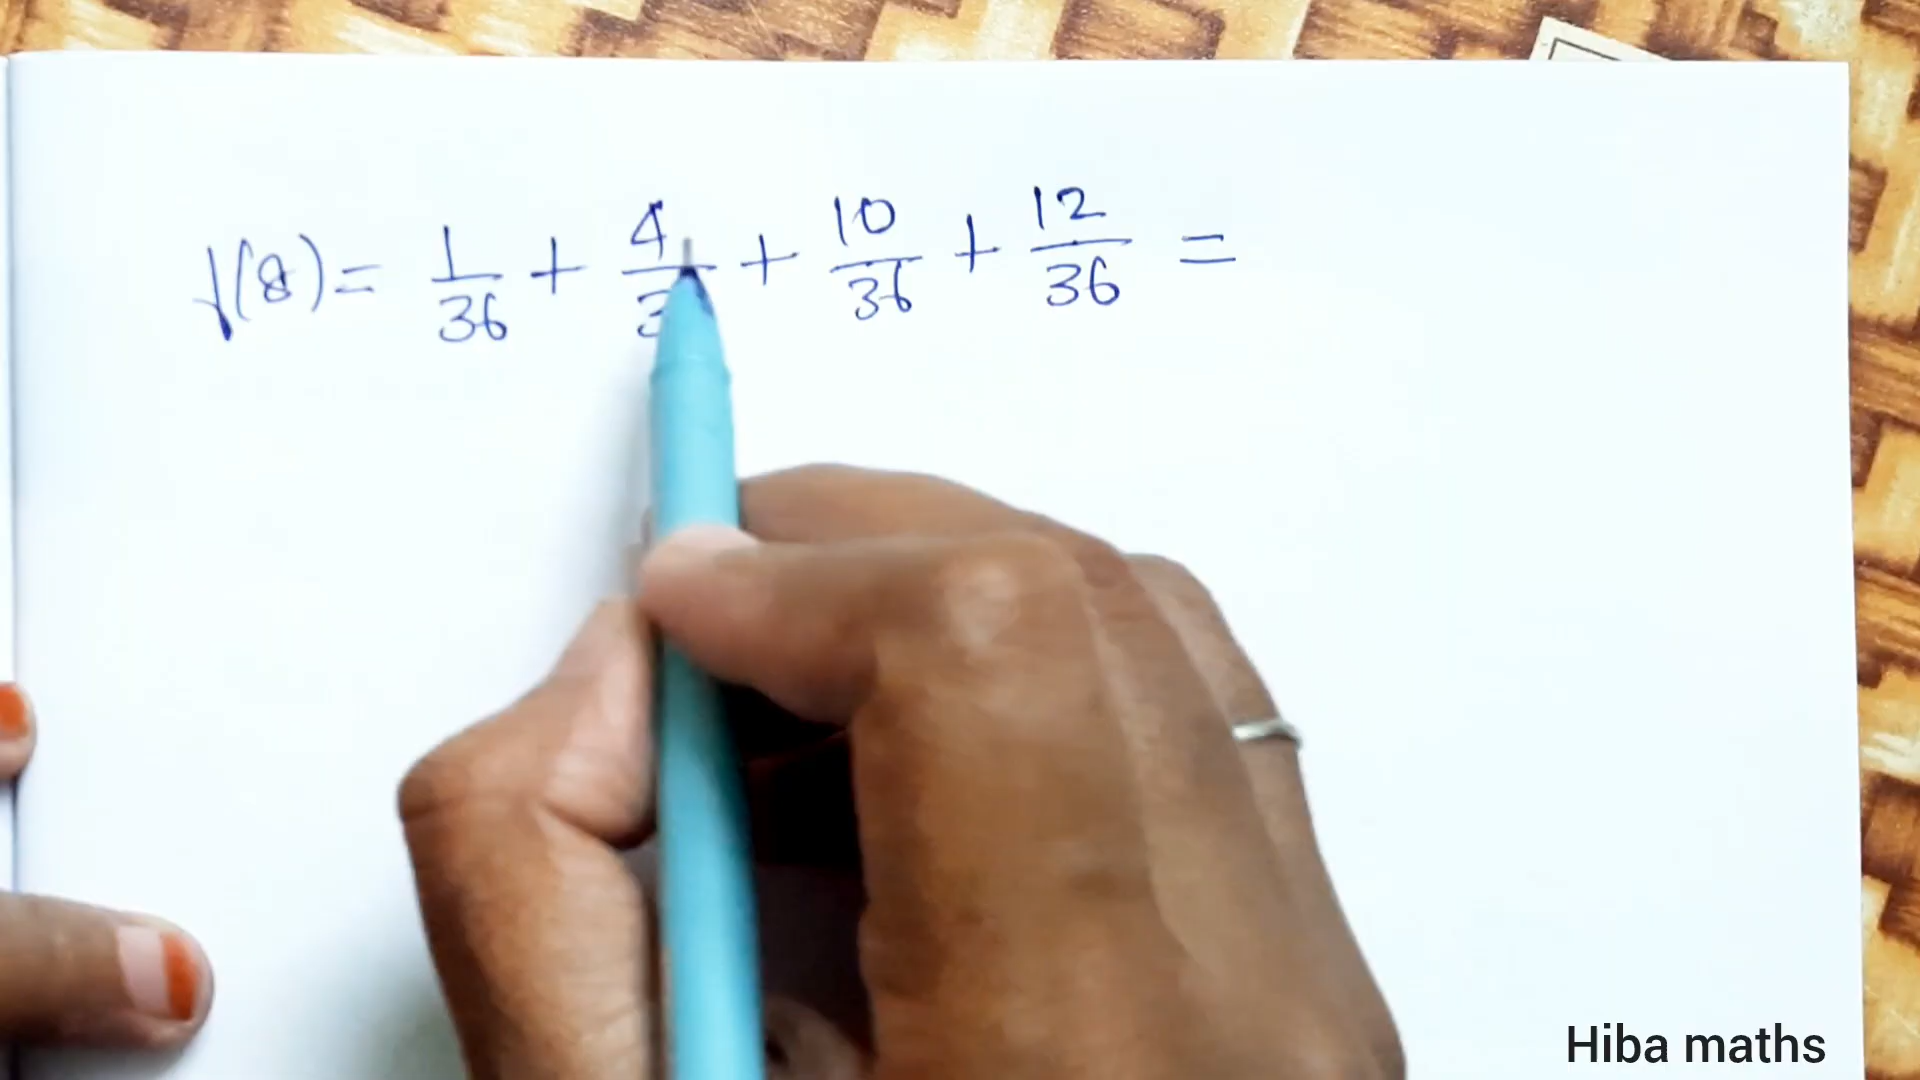 f(8) = 1/36 + 4/3 + 10/36 + 12/36 =
Hiba maths